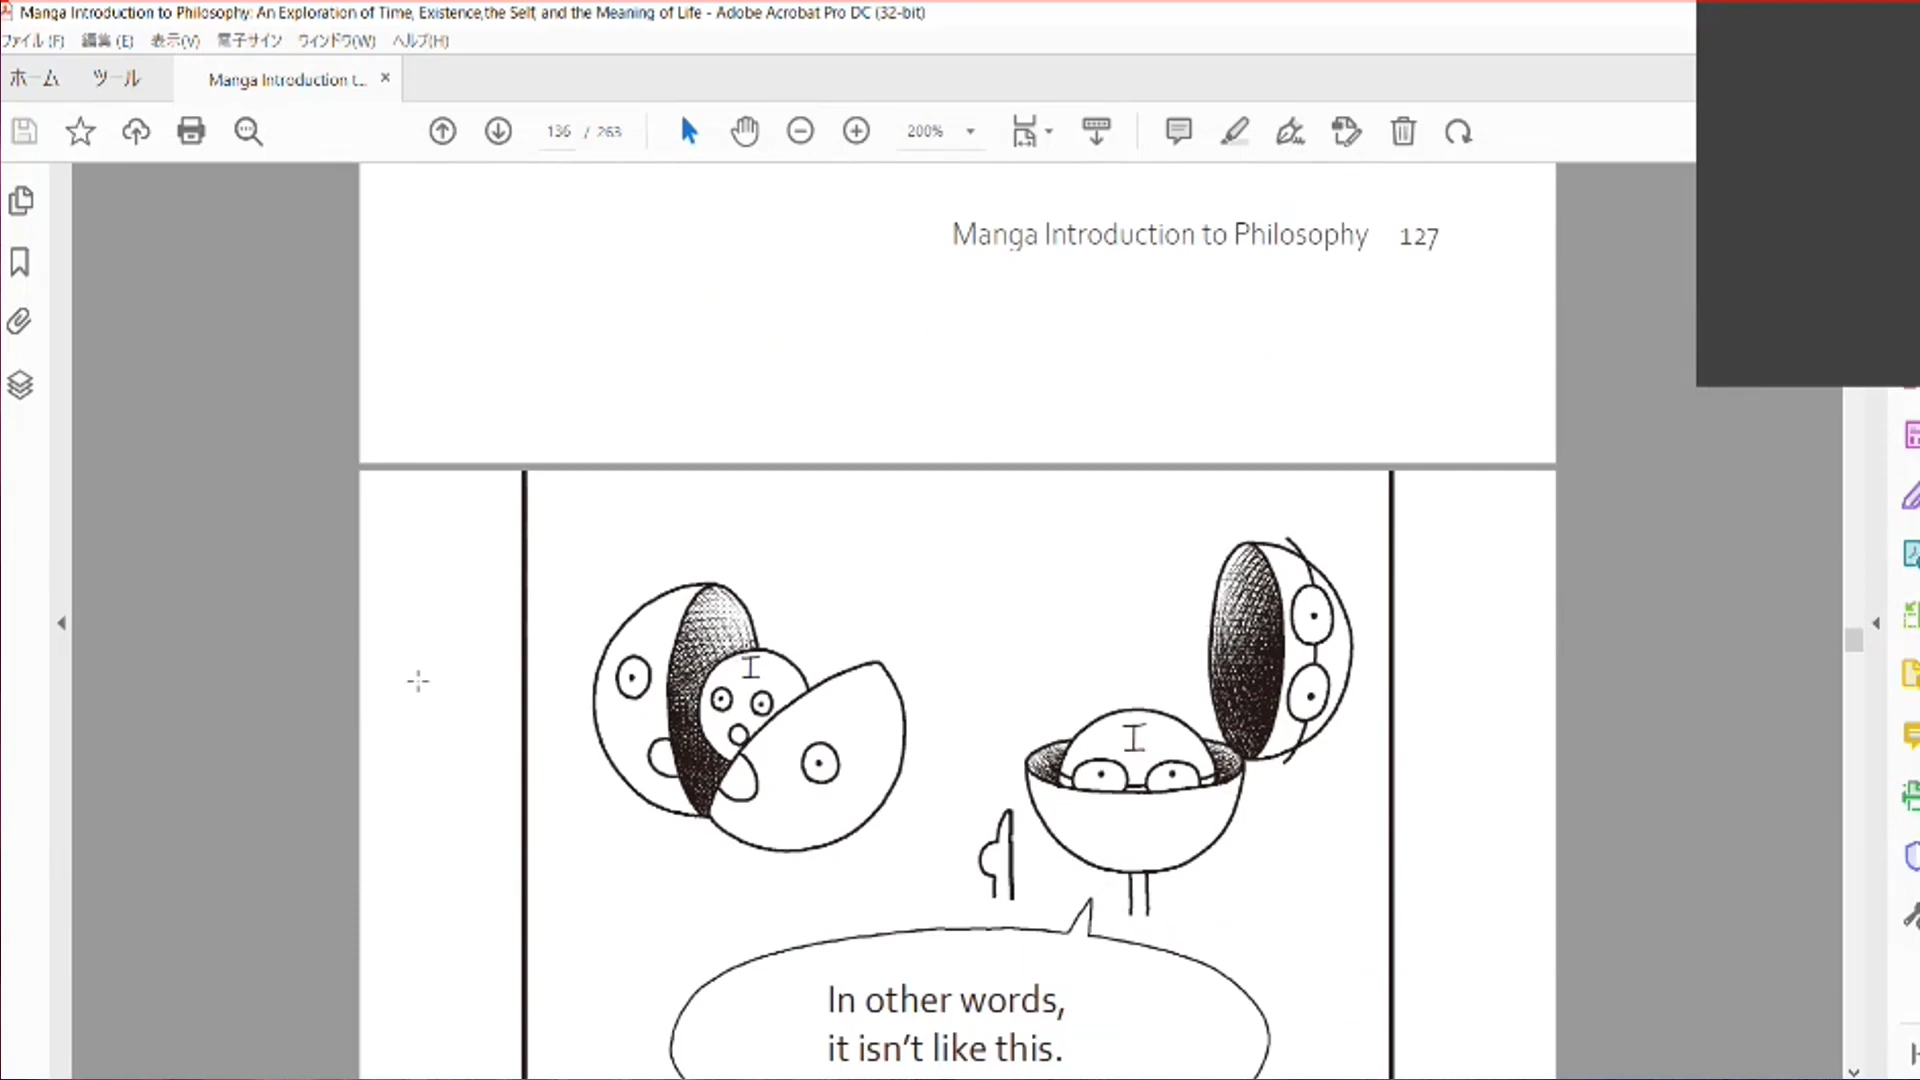 Manga Introduction to Philosophy: An Exploration of Time, Existence,the Self, and the Meaning of Life - Adobe Acrobat Pro DC (32-bit)
ファイル(F) 編集(E) 表示(V) 電子サイン ウィンドウ(W) ヘルプ(H)
ホーム ツール Manga Introduction t... ×
136 / 263 200%
Manga Introduction to Philosophy 127
I
I
In other words,
it isn't like this.